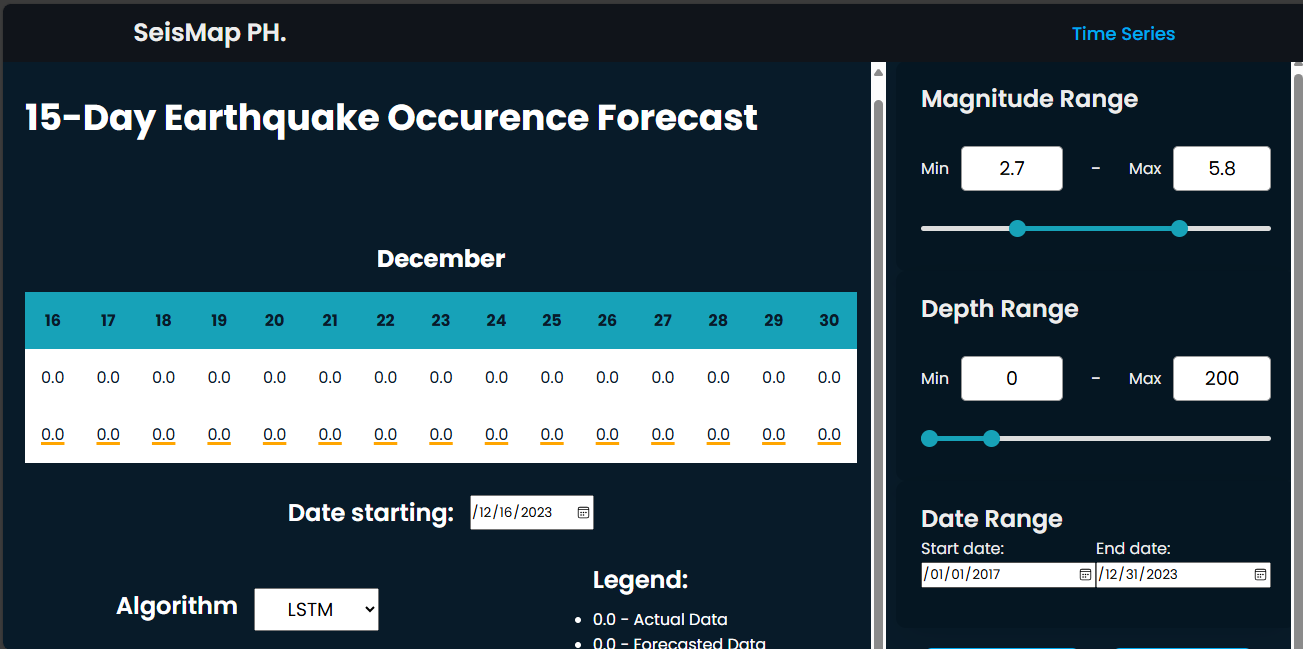 SeisMap PH.
Time Series
15-Day Earthquake Occurence Forecast
December
16 17 18 19 20 21 22 23 24 25 26 27 28 29 30
0.0 0.0 0.0 0.0 0.0 0.0 0.0 0.0 0.0 0.0 0.0 0.0 0.0 0.0 0.0
0.0 0.0 0.0 0.0 0.0 0.0 0.0 0.0 0.0 0.0 0.0 0.0 0.0 0.0 0.0
Date starting: /12/16/2023
Algorithm LSTM
Legend:
0.0 - Actual Data
0.0 - Forecasted Data
Magnitude Range
Min 2.7 - Max 5.8
Depth Range
Min 0 - Max 200
Date Range
Start date: End date:
/01/01/2017 /12/31/2023